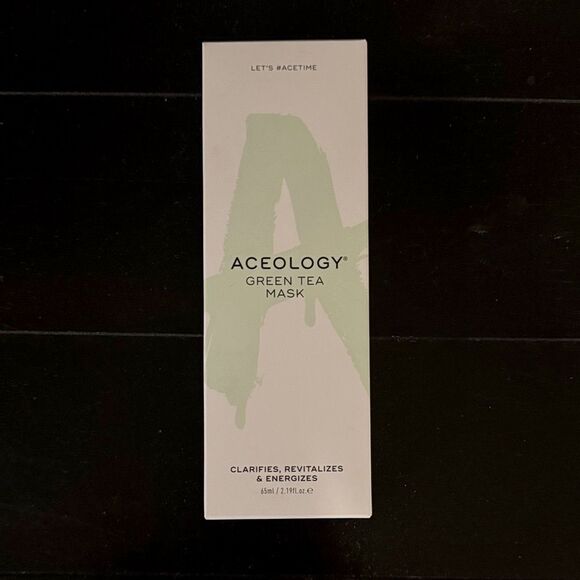 LET'S #ACETIME
ACEOLOGY®
GREEN TEA
MASK
CLARIFIES, REVITALIZES
& ENERGIZES
65ml / 2.19fl.oz.℮